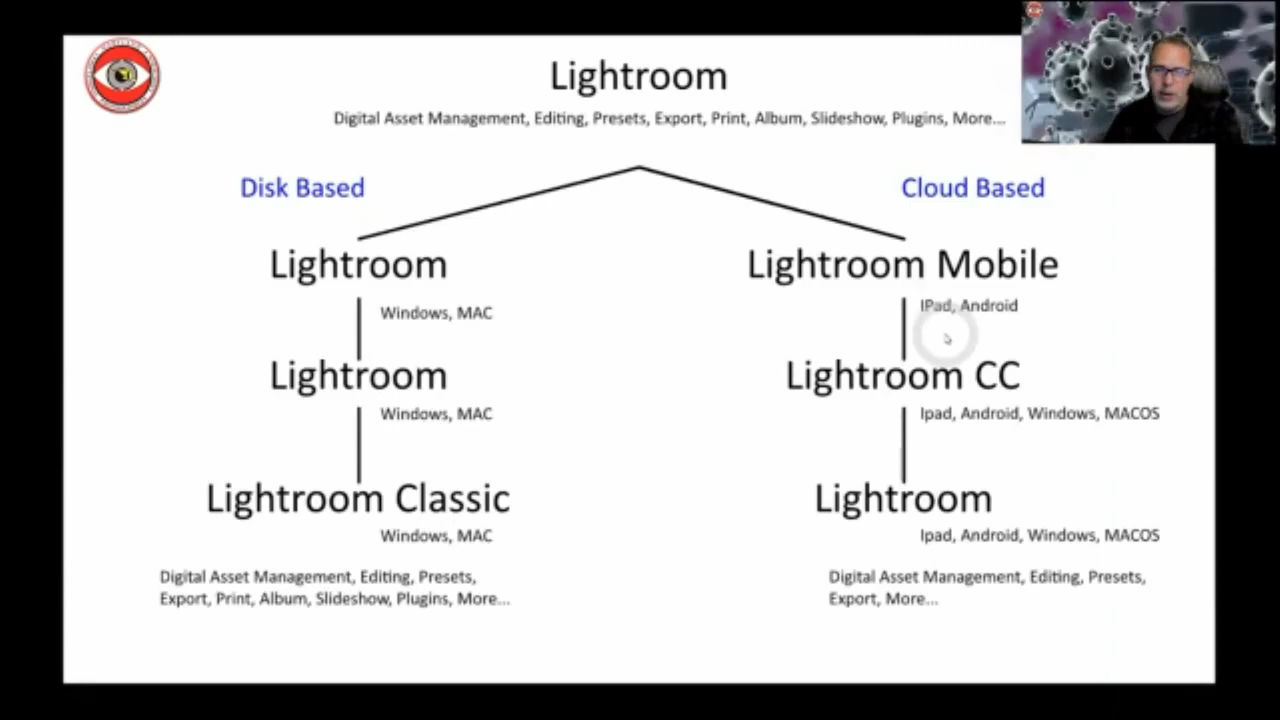 Lightroom
Digital Asset Management, Editing, Presets, Export, Print, Album, Slideshow, Plugins, More...
Disk Based
Cloud Based
Lightroom
Windows, MAC
Lightroom
Windows, MAC
Lightroom Classic
Windows, MAC
Digital Asset Management, Editing, Presets,
Export, Print, Album, Slideshow, Plugins, More...
Lightroom Mobile
IPad, Android
Lightroom CC
Ipad, Android, Windows, MACOS
Lightroom
Ipad, Android, Windows, MACOS
Digital Asset Management, Editing, Presets,
Export, More...